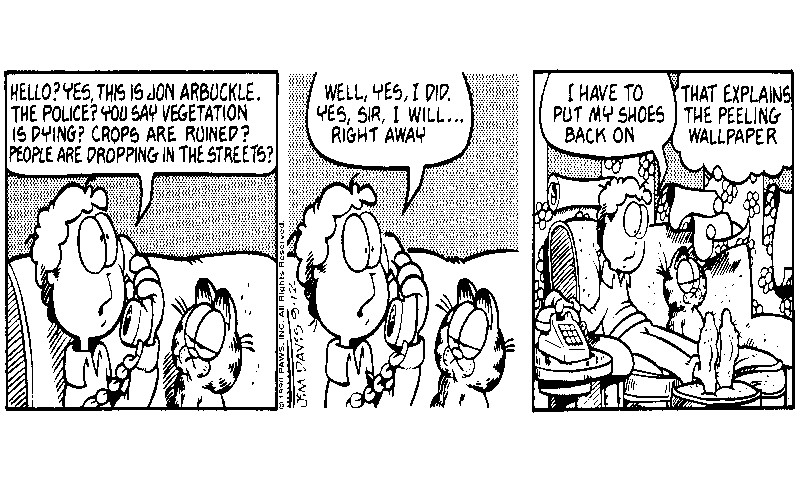 HELLO? YES, THIS IS JON ARBUCKLE.
THE POLICE? YOU SAY VEGETATION
IS DYING? CROPS ARE RUINED?
PEOPLE ARE DROPPING IN THE STREETS?
WELL, YES, I DID.
YES, SIR, I WILL...
RIGHT AWAY
JIM DAVIS 9-12
I HAVE TO
PUT MY SHOES
BACK ON
THAT EXPLAINS
THE PEELING
WALLPAPER